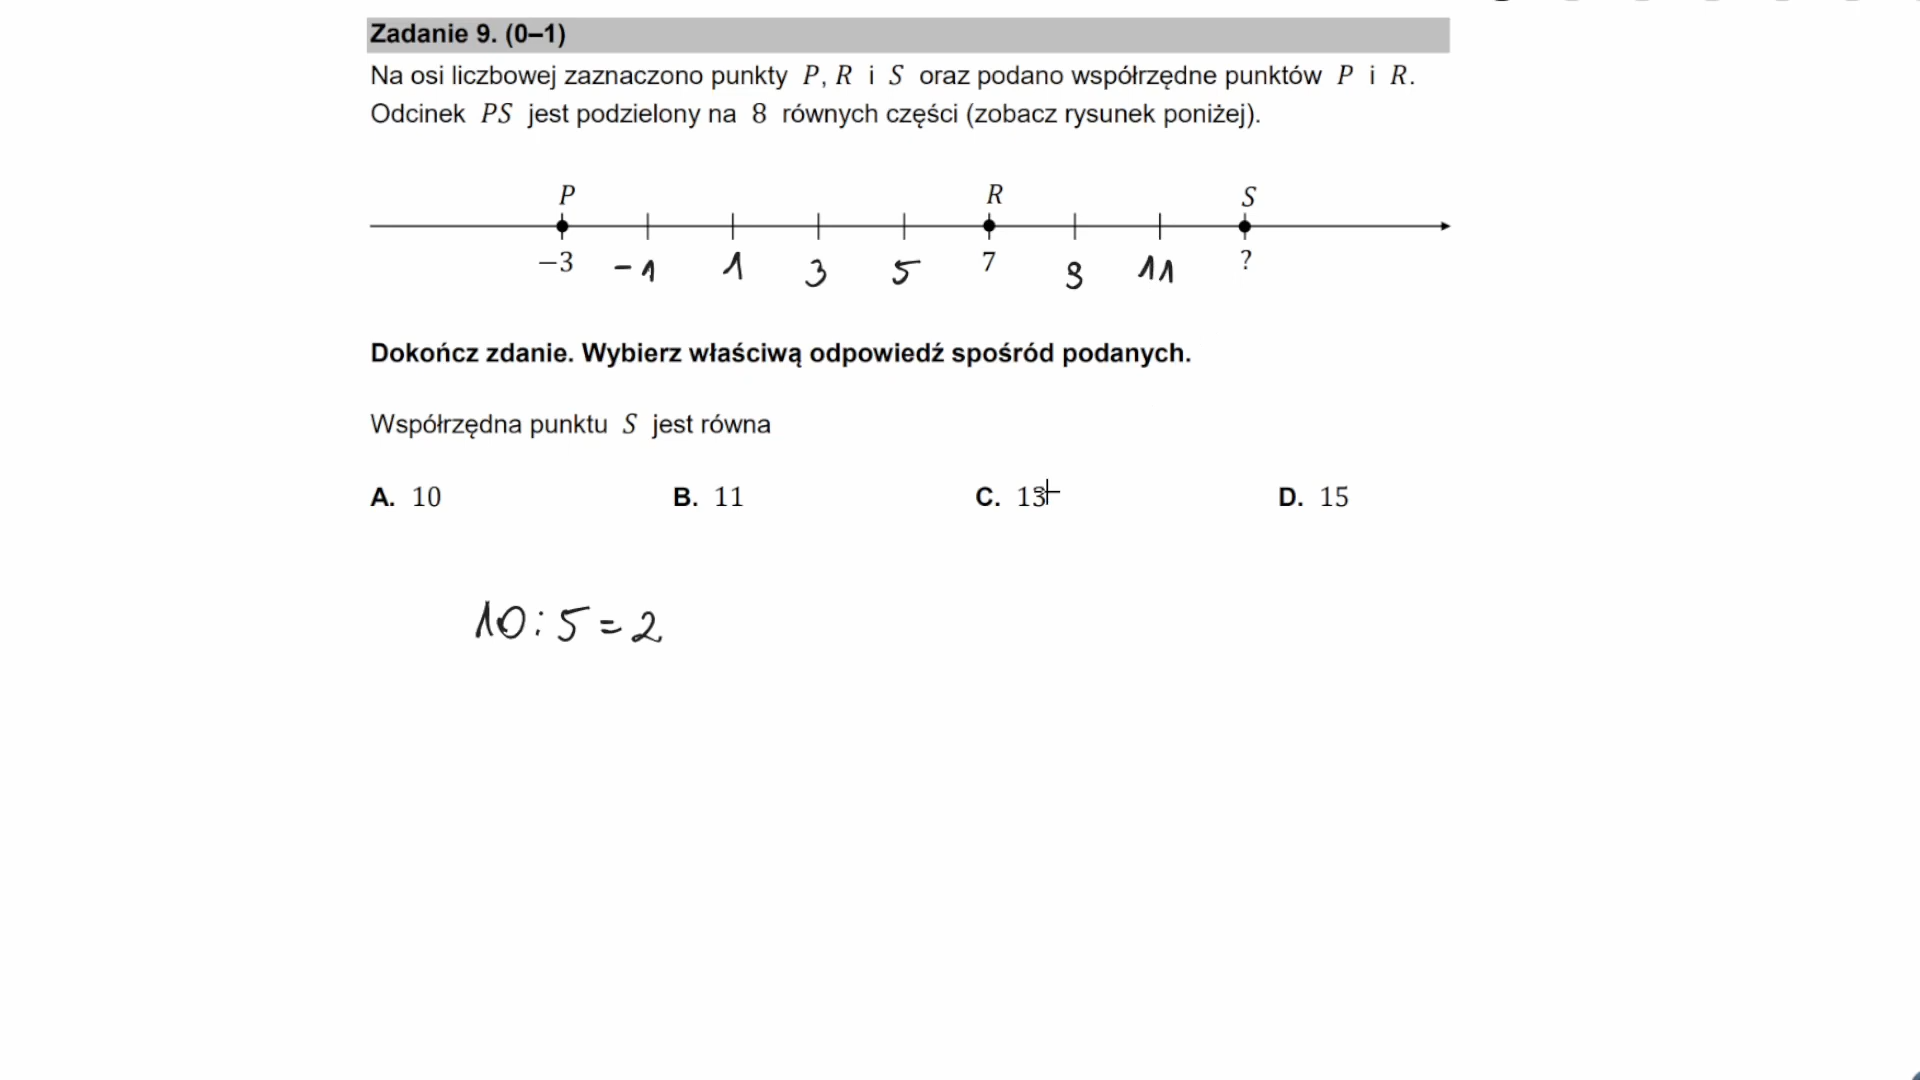 Zadanie 9. (0–1)
Na osi liczbowej zaznaczono punkty P, R i S oraz podano współrzędne punktów P i R.
Odcinek PS jest podzielony na 8 równych części (zobacz rysunek poniżej).
P R S
−3 -1 1 3 5 7 9 11 ?
Dokończ zdanie. Wybierz właściwą odpowiedź spośród podanych.
Współrzędna punktu S jest równa
A. 10 B. 11 C. 13 D. 15
10:5=2